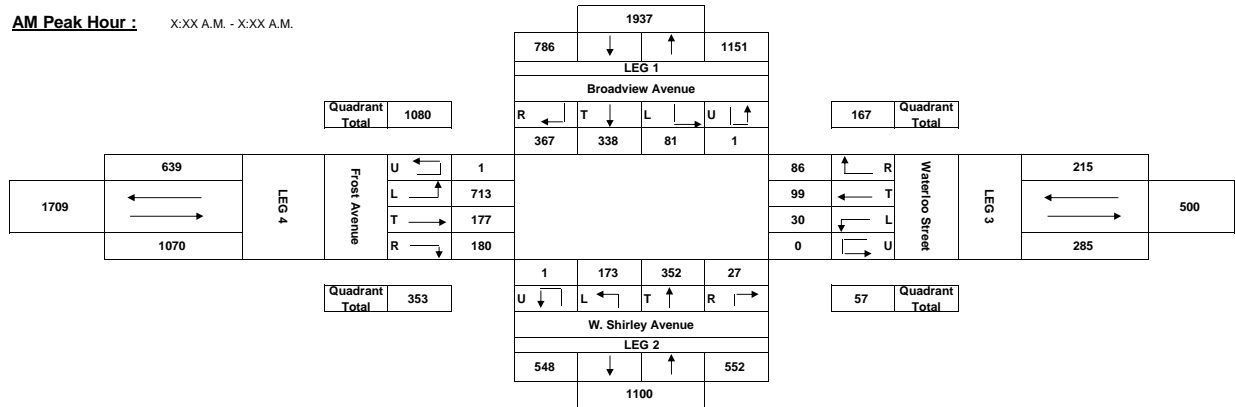 AM Peak Hour : X:XX A.M. - X:XX A.M.
1937
786 1151
LEG 1
Broadview Avenue
Quadrant Total 1080
R T L U
Quadrant Total 167
367 338 81 1
639
1709
1070
LEG 4
Frost Avenue
U 1
L 713
T 177
R 180
86 R
99 T
30 L
0 U
Waterloo Street
LEG 3
215
500
285
1 173 352 27
Quadrant Total 353
U L T R
57 Quadrant Total
W. Shirley Avenue
LEG 2
548 552
1100